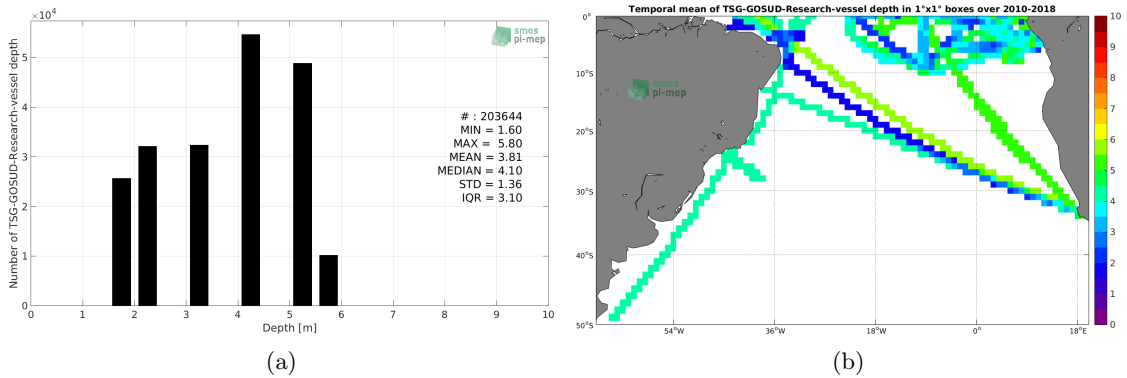 ×10⁴
5
4
3
2
1
0
Number of TSG-GOSUD-Research-vessel depth
smos
pi-mep
# : 203644
MIN = 1.60
MAX = 5.80
MEAN = 3.81
MEDIAN = 4.10
STD = 1.36
IQR = 3.10
0 1 2 3 4 5 6 7 8 9 10
Depth [m]
(a)
Temporal mean of TSG-GOSUD-Research-vessel depth in 1°x1° boxes over 2010-2018
0°S
10°S
20°S
30°S
40°S
50°S
smos
pi-mep
54°W 36°W 18°W 0° 18°E
10
9
8
7
6
5
4
3
2
1
0
(b)